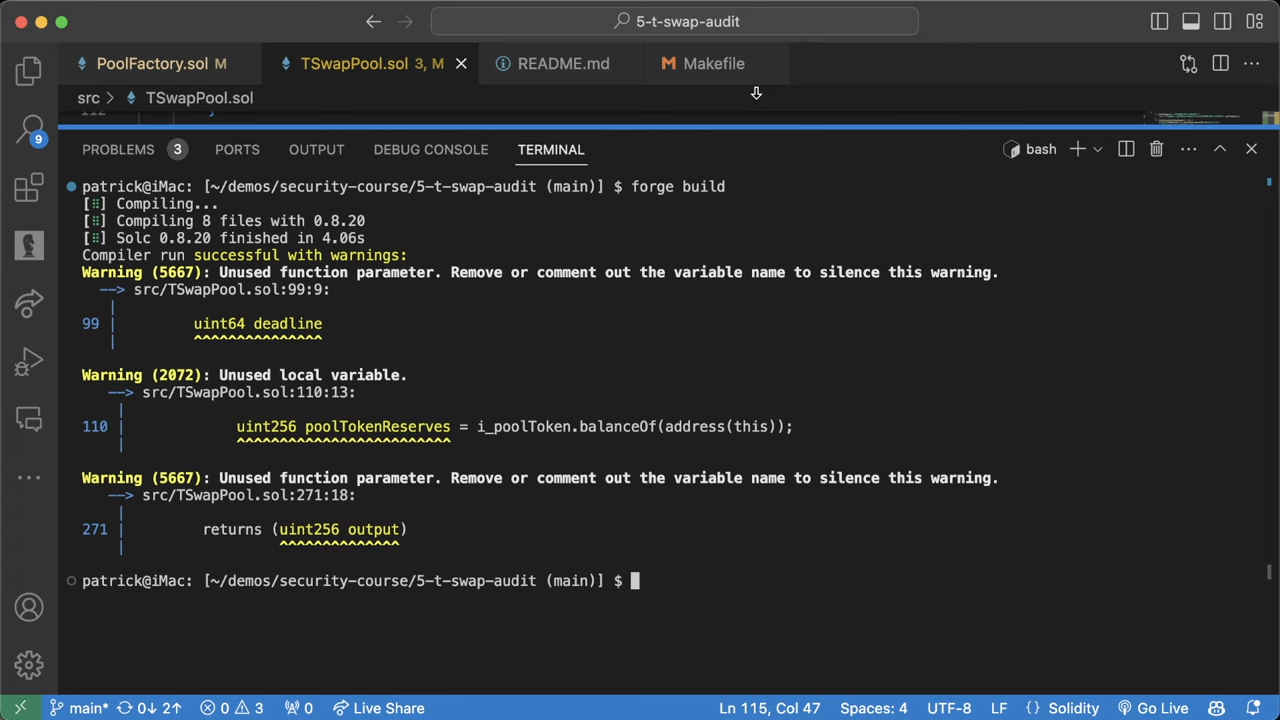 5-t-swap-audit
PoolFactory.sol M
TSwapPool.sol 3, M
README.md
Makefile
src > TSwapPool.sol
112
9
PROBLEMS 3 PORTS OUTPUT DEBUG CONSOLE TERMINAL
bash
patrick@iMac: [~/demos/security-course/5-t-swap-audit (main)] $ forge build
[⠃] Compiling...
[⠃] Compiling 8 files with 0.8.20
[⠃] Solc 0.8.20 finished in 4.06s
Compiler run successful with warnings:
Warning (5667): Unused function parameter. Remove or comment out the variable name to silence this warning.
--> src/TSwapPool.sol:99:9:
|
99 | uint64 deadline
| ^^^^^^^^^^^^^^^
Warning (2072): Unused local variable.
--> src/TSwapPool.sol:110:13:
|
110 | uint256 poolTokenReserves = i_poolToken.balanceOf(address(this));
| ^^^^^^^^^^^^^^^^^^^^^^^^^
Warning (5667): Unused function parameter. Remove or comment out the variable name to silence this warning.
--> src/TSwapPool.sol:271:18:
|
271 | returns (uint256 output)
| ^^^^^^^^^^^^^^
patrick@iMac: [~/demos/security-course/5-t-swap-audit (main)] $
main* 0↓ 2↑ 0 3 0 Live Share Ln 115, Col 47 Spaces: 4 UTF-8 LF {} Solidity Go Live